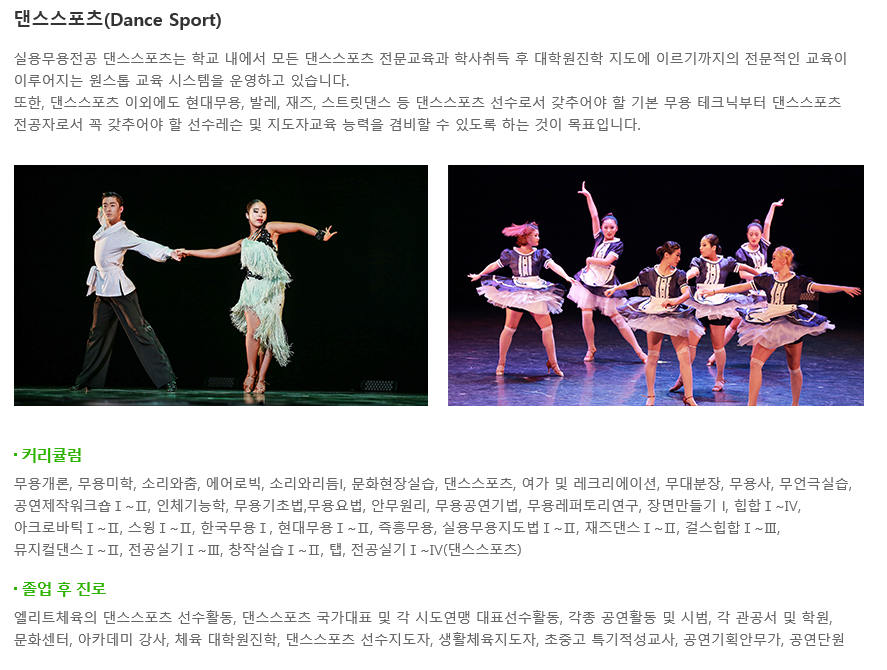 댄스스포츠(Dance Sport)
실용무용전공 댄스스포츠는 학교 내에서 모든 댄스스포츠 전문교육과 학사취득 후 대학원진학 지도에 이르기까지의 전문적인 교육이
이루어지는 원스톱 교육 시스템을 운영하고 있습니다.
또한, 댄스스포츠 이외에도 현대무용, 발레, 재즈, 스트릿댄스 등 댄스스포츠 선수로서 갖추어야 할 기본 무용 테크닉부터 댄스스포츠
전공자로서 꼭 갖추어야 할 선수레슨 및 지도자교육 능력을 겸비할 수 있도록 하는 것이 목표입니다.
· 커리큘럼
무용개론, 무용미학, 소리와춤, 에어로빅, 소리와리듬I, 문화현장실습, 댄스스포츠, 여가 및 레크리에이션, 무대분장, 무용사, 무언극실습,
공연제작워크숍Ⅰ~Ⅱ, 인체기능학, 무용기초법,무용요법, 안무원리, 무용공연기법, 무용레퍼토리연구, 장면만들기 I, 힙합Ⅰ~Ⅳ,
아크로바틱Ⅰ~Ⅱ, 스윙Ⅰ~Ⅱ, 한국무용Ⅰ, 현대무용Ⅰ~Ⅱ, 즉흥무용, 실용무용지도법Ⅰ~Ⅱ, 재즈댄스Ⅰ~Ⅱ, 걸스힙합Ⅰ~Ⅲ,
뮤지컬댄스Ⅰ~Ⅱ, 전공실기Ⅰ~Ⅲ, 창작실습Ⅰ~Ⅱ, 탭, 전공실기Ⅰ~Ⅳ(댄스스포츠)
· 졸업 후 진로
엘리트체육의 댄스스포츠 선수활동, 댄스스포츠 국가대표 및 각 시도연맹 대표선수활동, 각종 공연활동 및 시범, 각 관공서 및 학원,
문화센터, 아카데미 강사, 체육 대학원진학, 댄스스포츠 선수지도자, 생활체육지도자, 초중고 특기적성교사, 공연기획안무가, 공연단원